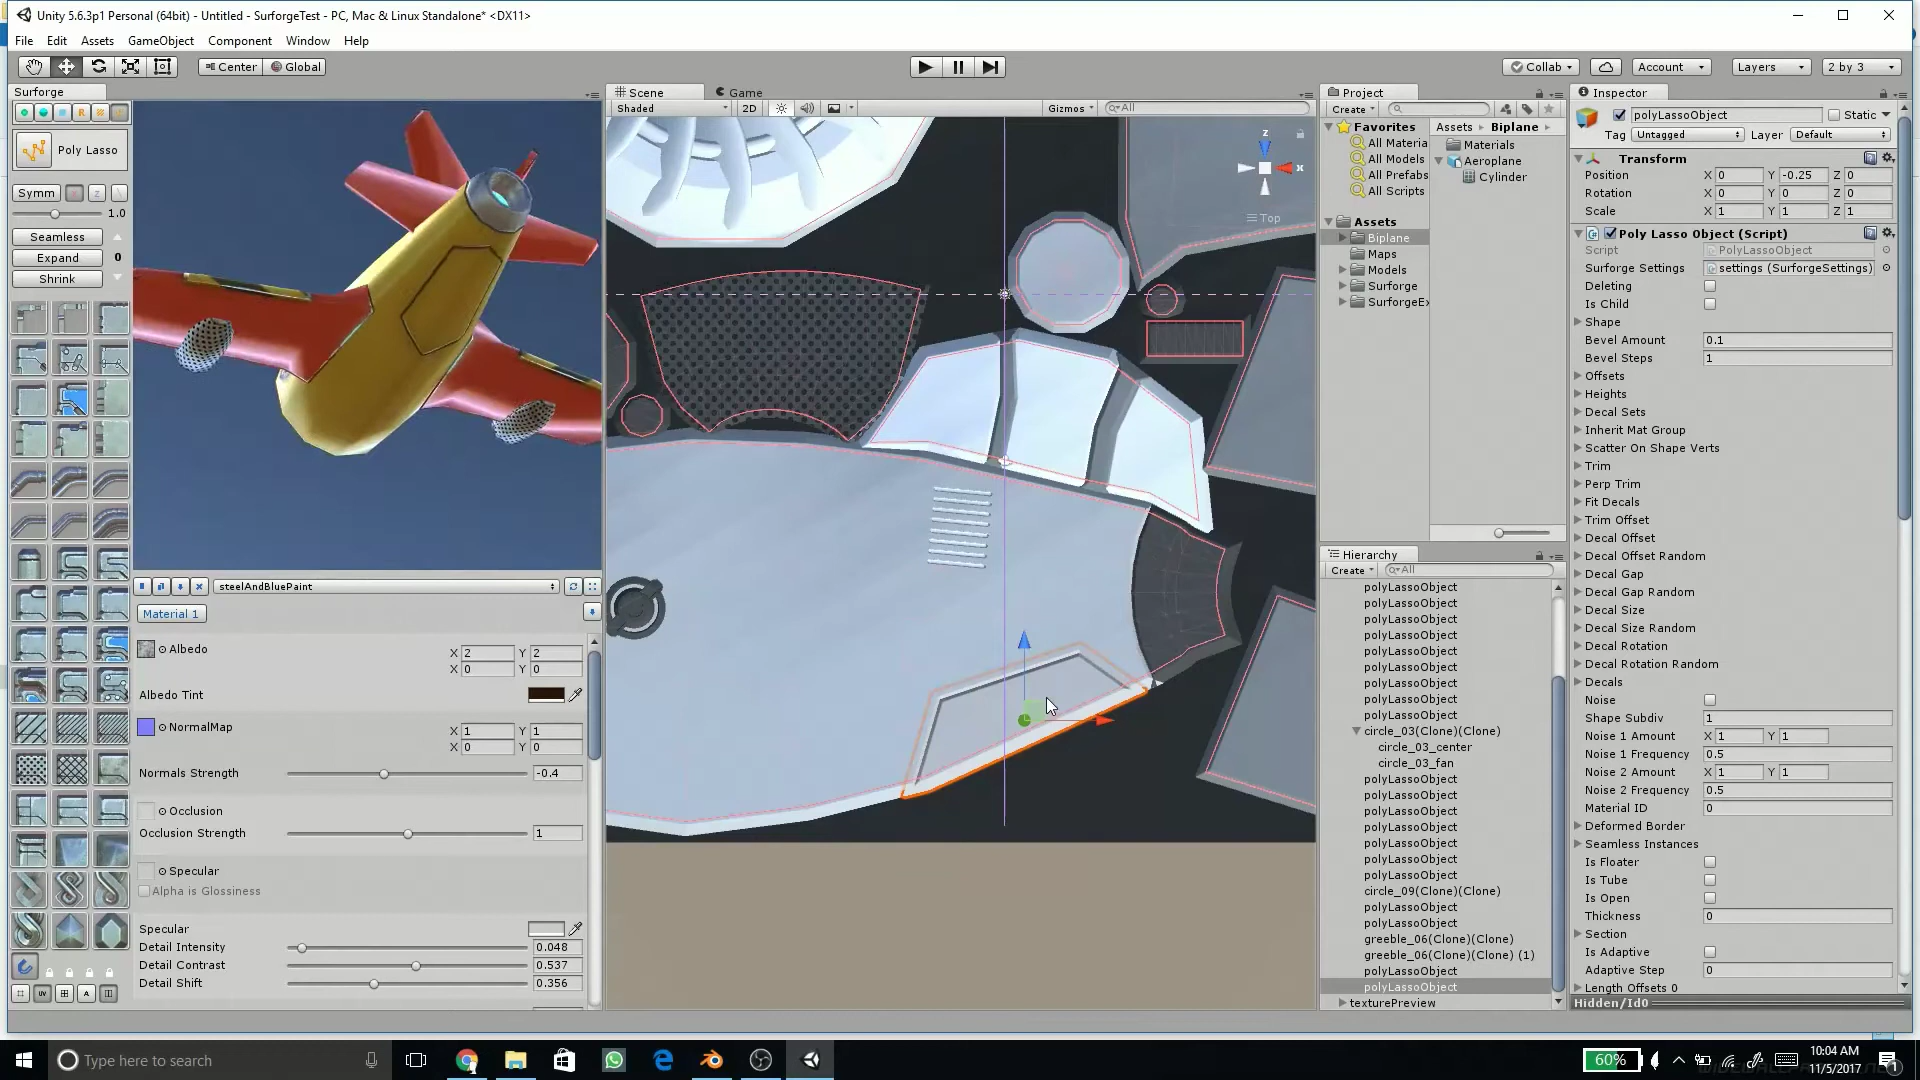 Unity 5.6.3p1 Personal (64bit) - Untitled - SurforgeTest - PC, Mac & Linux Standalone* <DX11>
File Edit Assets GameObject Component Window Help
Center Global
Collab Account Layers 2 by 3
Surforge
Poly Lasso
Symm
1.0
Seamless
Expand 0
Shrink
steelAndBluePaint
Material 1
Albedo
X 2 Y 2
X 0 Y 0
Albedo Tint
NormalMap
X 1 Y 1
X 0 Y 0
Normals Strength -0.4
Occlusion
Occlusion Strength 1
Specular
Alpha is Glossiness
Specular
Detail Intensity 0.048
Detail Contrast 0.537
Detail Shift 0.356
UV A
Scene Game
Shaded 2D Gizmos All
z
x
Top
Project
Create
Favorites
All Materia
All Models
All Prefabs
All Scripts
Assets
Biplane
Maps
Models
Surforge
SurforgeEx
Assets Biplane
Materials
Aeroplane
Cylinder
Hierarchy
Create All
polyLassoObject
polyLassoObject
polyLassoObject
polyLassoObject
polyLassoObject
polyLassoObject
polyLassoObject
polyLassoObject
polyLassoObject
circle_03(Clone)(Clone)
circle_03_center
circle_03_fan
polyLassoObject
polyLassoObject
polyLassoObject
polyLassoObject
polyLassoObject
polyLassoObject
polyLassoObject
circle_09(Clone)(Clone)
polyLassoObject
polyLassoObject
greeble_06(Clone)(Clone)
greeble_06(Clone)(Clone) (1)
polyLassoObject
polyLassoObject
texturePreview
Inspector
polyLassoObject Static
Tag Untagged Layer Default
Transform
Position X 0 Y -0.25 Z 0
Rotation X 0 Y 0 Z 0
Scale X 1 Y 1 Z 1
Poly Lasso Object (Script)
Script PolyLassoObject
Surforge Settings settings (SurforgeSettings)
Deleting
Is Child
Shape
Bevel Amount 0.1
Bevel Steps 1
Offsets
Heights
Decal Sets
Inherit Mat Group
Scatter On Shape Verts
Trim
Perp Trim
Fit Decals
Trim Offset
Decal Offset
Decal Offset Random
Decal Gap
Decal Gap Random
Decal Size
Decal Size Random
Decal Rotation
Decal Rotation Random
Decals
Noise
Shape Subdiv 1
Noise 1 Amount X 1 Y 1
Noise 1 Frequency 0.5
Noise 2 Amount X 1 Y 1
Noise 2 Frequency 0.5
Material ID 0
Deformed Border
Seamless Instances
Is Floater
Is Tube
Is Open
Thickness 0
Section
Is Adaptive
Adaptive Step 0
Length Offsets 0
Hidden/Id0
Type here to search
60%
10:04 AM
11/5/2017
1